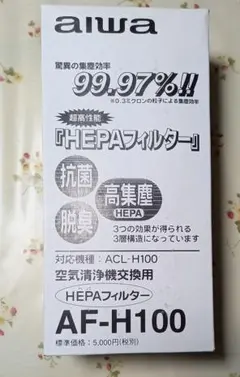 aiwa
驚異の集塵効率
99.97%!!
※0.3ミクロンの粒子による集塵効率
超高性能
『HEPAフィルター』
抗菌
脱臭
高集塵
HEPA
3つの効果が得られる
3層構造になっています
対応機種：ACL-H100
空気清浄機交換用
HEPAフィルター
AF-H100
標準価格：5,000円(税別)